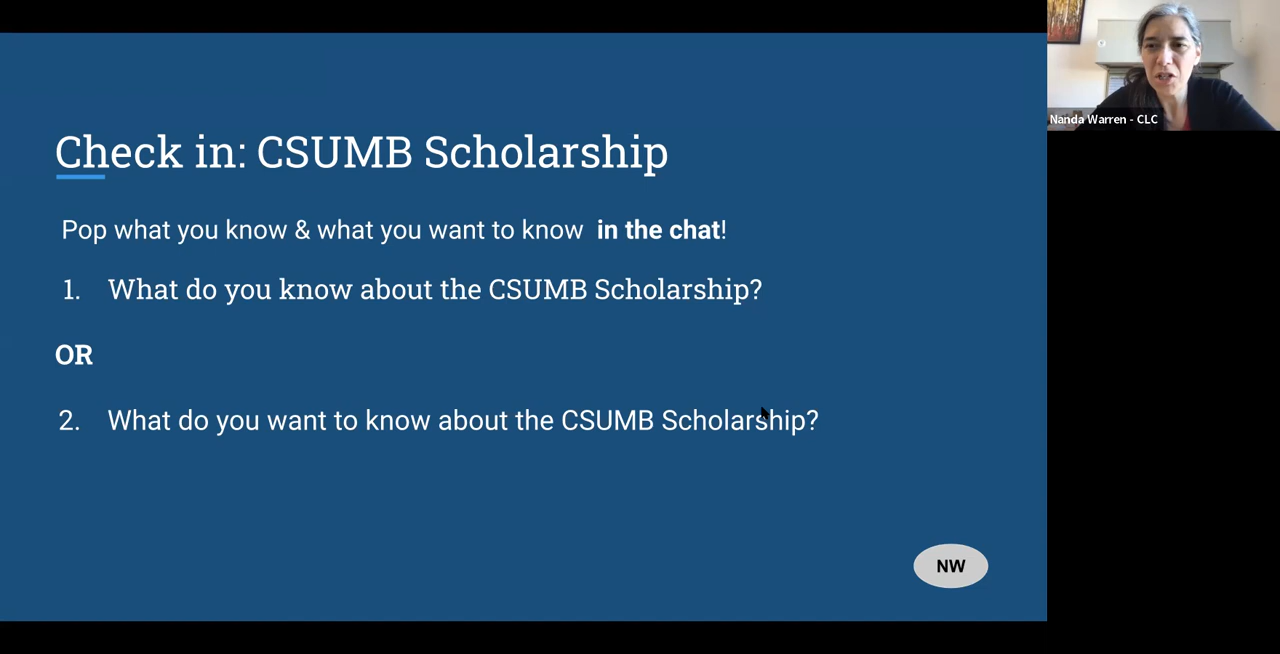 Check in: CSUMB Scholarship
Pop what you know & what you want to know in the chat!
1. What do you know about the CSUMB Scholarship?
OR
2. What do you want to know about the CSUMB Scholarship?
NW
Nanda Warren - CLC